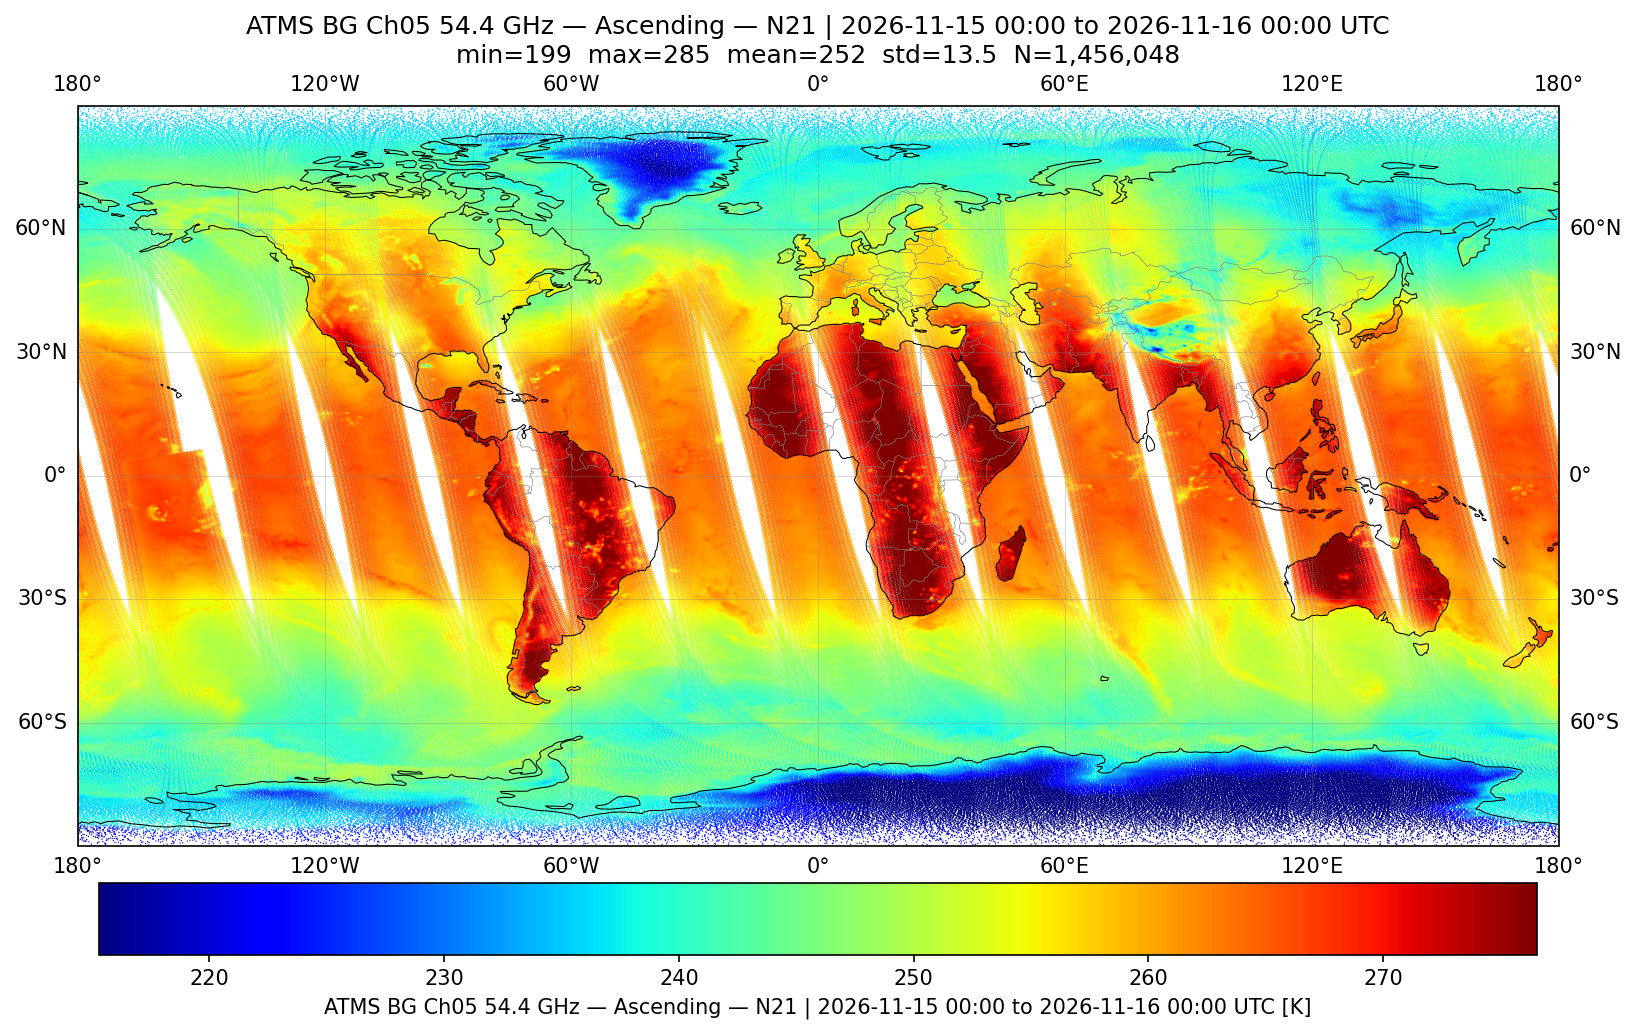 ATMS BG Ch05 54.4 GHz — Ascending — N21 | 2026-11-15 00:00 to 2026-11-16 00:00 UTC
min=199  max=285  mean=252  std=13.5  N=1,456,048
180° 120°W 60°W 0° 60°E 120°E 180°
60°N 60°N
30°N 30°N
0° 0°
30°S 30°S
60°S 60°S
180° 120°W 60°W 0° 60°E 120°E 180°
220 230 240 250 260 270
ATMS BG Ch05 54.4 GHz — Ascending — N21 | 2026-11-15 00:00 to 2026-11-16 00:00 UTC [K]